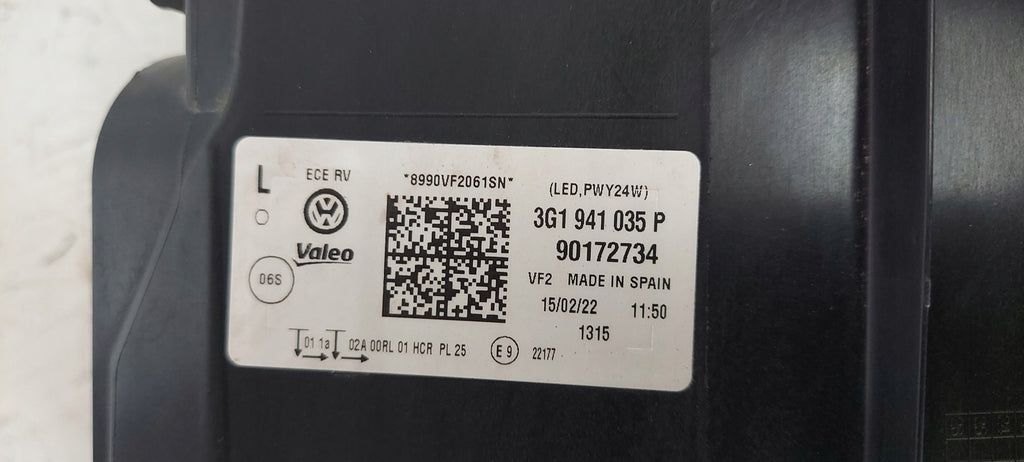 L
ECE RV
Valeo
06S
*8990VF2061SN*
(LED,PWY24W)
3G1 941 035 P
90172734
VF2 MADE IN SPAIN
15/02/22 11:50
1315
01 1a 02A 00RL 01 HCR PL 25 E9 22177